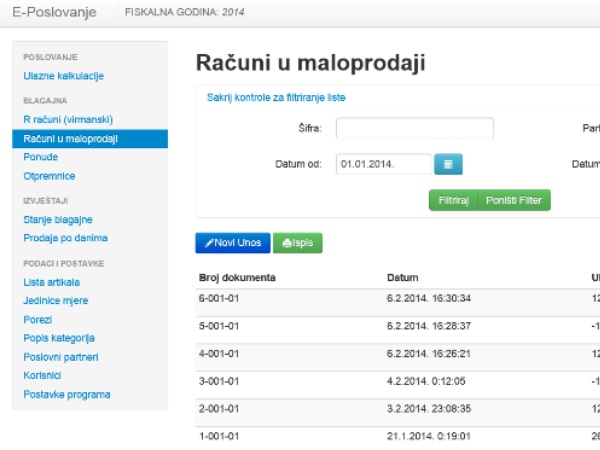 E-Poslovanje FISKALNA GODINA: 2014
POSLOVANJE
Ulazne kalkulacije
BLAGAJNA
R računi (virmanski)
Računi u maloprodaji
Ponude
Otpremnice
IZVJEŠTAJI
Stanje blagajne
Prodaja po danima
PODACI I POSTAVKE
Lista artikala
Jedinice mjere
Porezi
Popis kategorija
Poslovni partneri
Korisnici
Postavke programa
Računi u maloprodaji
Sakrij kontrole za filtriranje liste
Šifra: Part
Datum od: 01.01.2014. Datum
Filtriraj Poništi Filter
Novi Unos Ispis
Broj dokumenta Datum
6-001-01 6.2.2014. 16:30:34 12
5-001-01 6.2.2014. 16:28:37 -1
4-001-01 6.2.2014. 16:26:21 12
3-001-01 4.2.2014. 0:12:05 -1
2-001-01 3.2.2014. 23:08:35 12
1-001-01 21.1.2014. 0:19:01